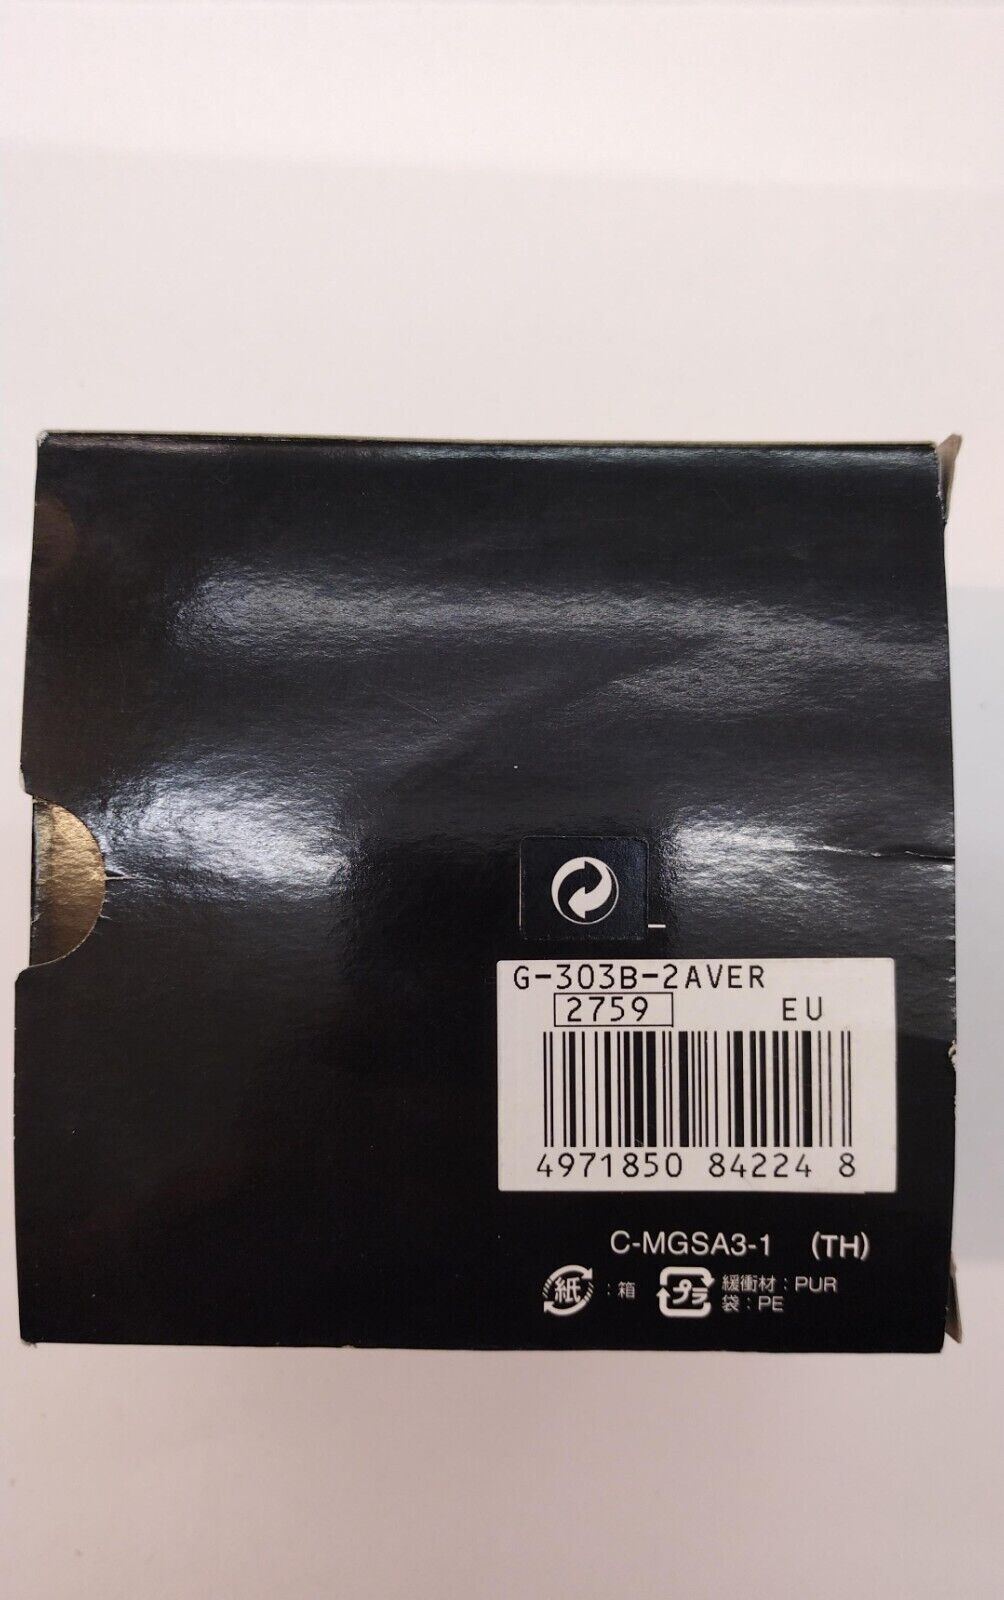 G-303B-2AVER
2759 EU
4971850 84224 8
C-MGSA3-1 (TH)
紙 : 箱 プラ 緩衝材 : PUR
袋 : PE